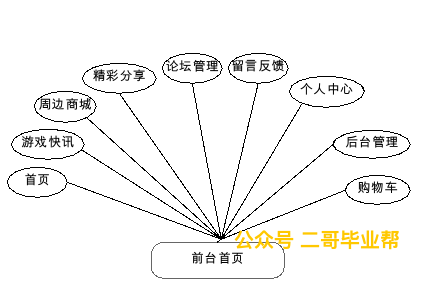 论坛管理
留言反馈
精彩分享
个人中心
周边商城
游戏快讯
后台管理
首页
购物车
公众号 二哥毕业帮
前台首页